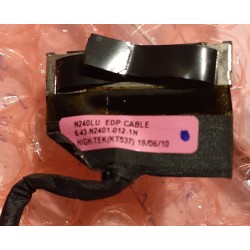 N240LU EDP CABLE
6-43-N2401-012-1N
HIGH-TEK(KT537) 19/06/10